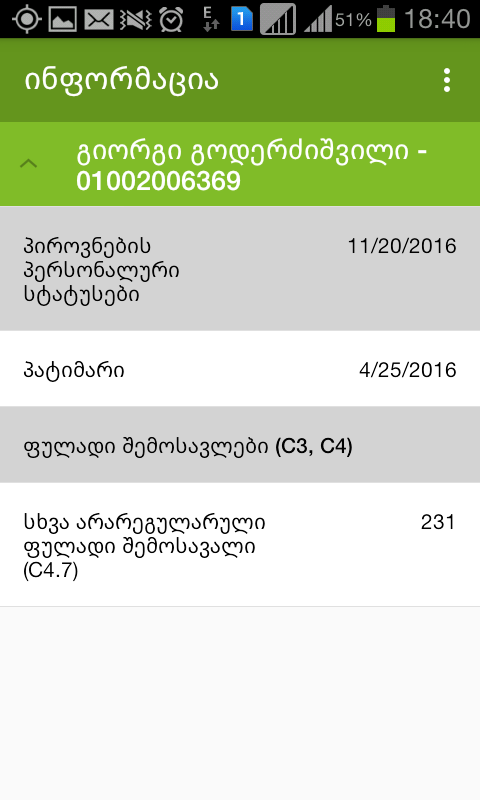 E
1
51%
18:40
ინფორმაცია
გიორგი გოდერძიშვილი -
01002006369
პიროვნების
პერსონალური
სტატუსები
11/20/2016
პატიმარი
4/25/2016
ფულადი შემოსავლები (C3, C4)
სხვა არარეგულარული
ფულადი შემოსავალი
(C4.7)
231